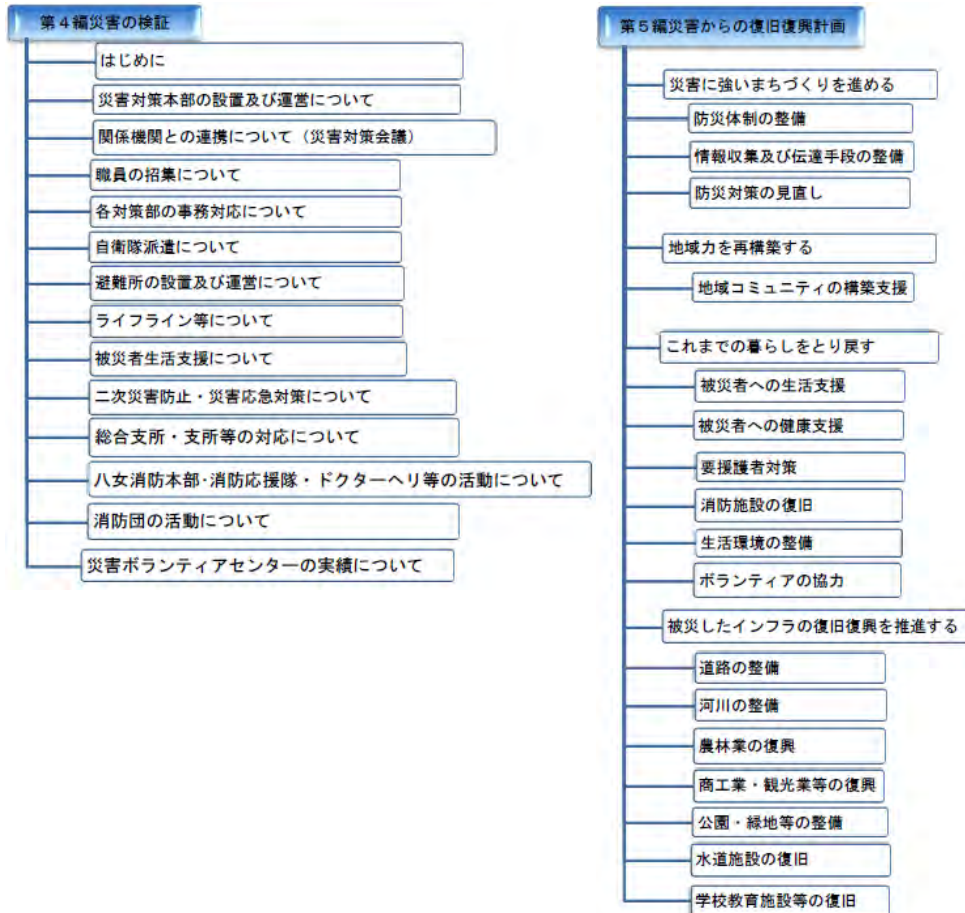 第4編災害の検証
はじめに
災害対策本部の設置及び運営について
関係機関との連携について（災害対策会議）
職員の招集について
各対策部の事務対応について
自衛隊派遣について
避難所の設置及び運営について
ライフライン等について
被災者生活支援について
二次災害防止・災害応急対策について
総合支所・支所等の対応について
八女消防本部・消防応援隊・ドクターヘリ等の活動について
消防団の活動について
災害ボランティアセンターの実績について
第5編災害からの復旧復興計画
災害に強いまちづくりを進める
防災体制の整備
情報収集及び伝達手段の整備
防災対策の見直し
地域力を再構築する
地域コミュニティの構築支援
これまでの暮らしをとり戻す
被災者への生活支援
被災者への健康支援
要援護者対策
消防施設の復旧
生活環境の整備
ボランティアの協力
被災したインフラの復旧復興を推進する
道路の整備
河川の整備
農林業の復興
商工業・観光業等の復興
公園・緑地等の整備
水道施設の復旧
学校教育施設等の復旧